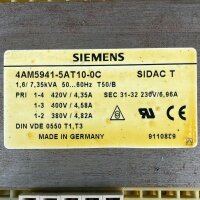 SIEMENS
4AM5941-5AT10-0C SIDAC T
1,6/ 7,35kVA 50...60Hz T50/B
PRI 1-4 420V / 4,35A SEC 31-32 230V/6,96A
1-3 400V / 4,58A
1-2 380V / 4,82A
DIN VDE 0550 T1,T3
MADE IN GERMANY